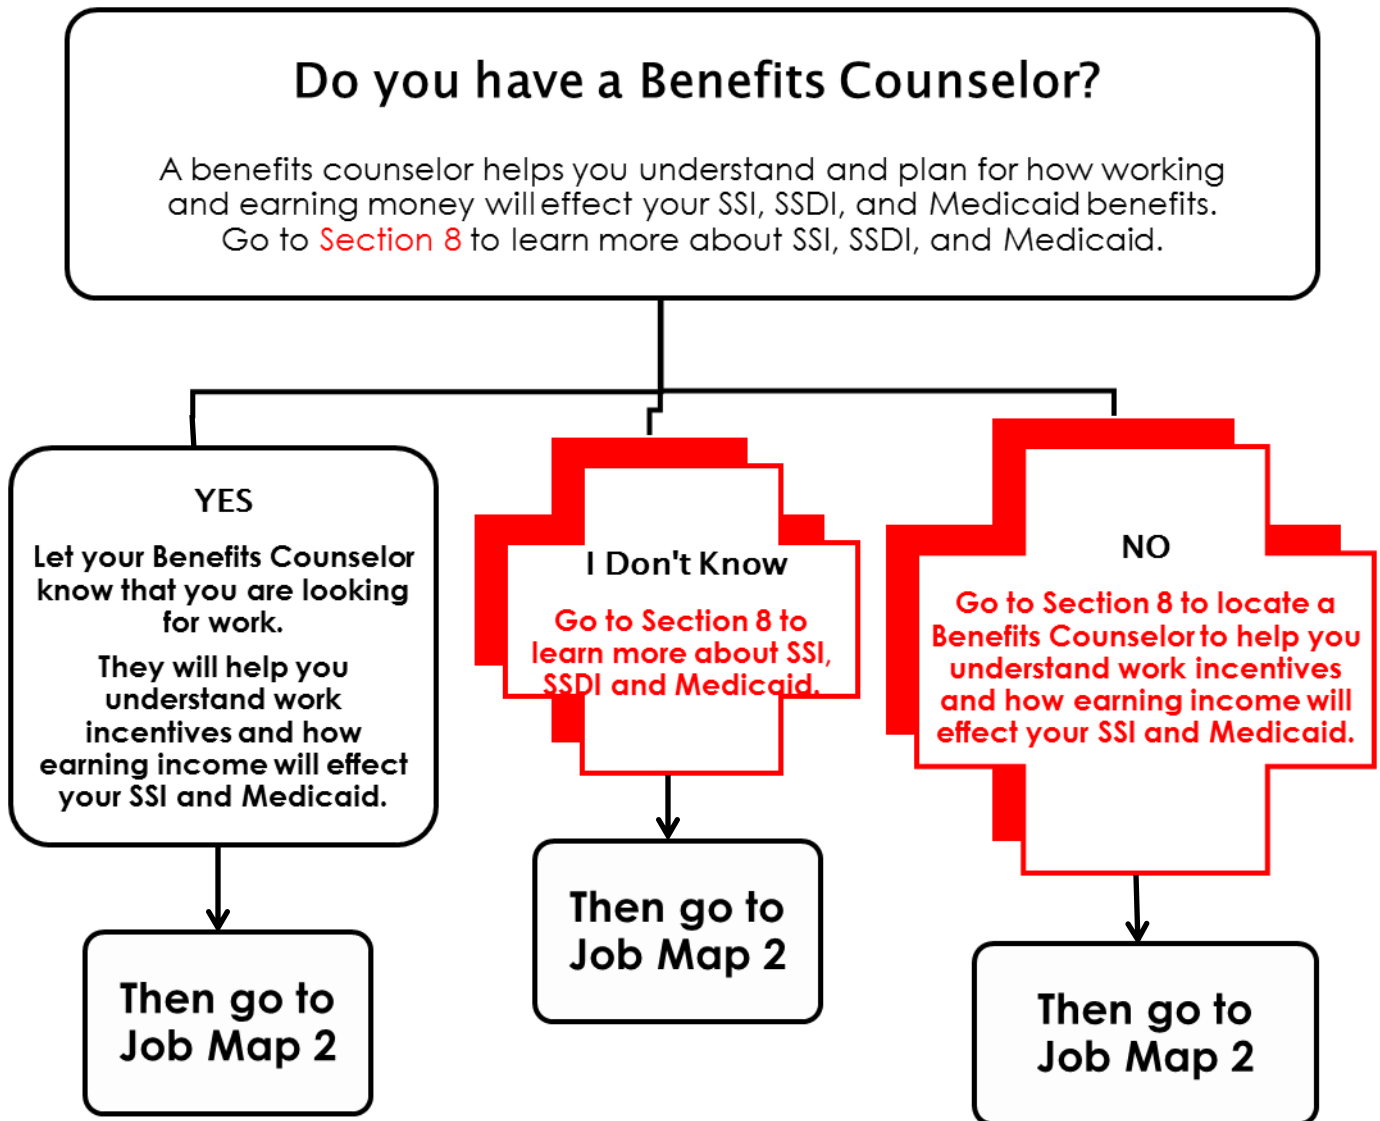 Do you have a Benefits Counselor?
A benefits counselor helps you understand and plan for how working
and earning money will effect your SSI, SSDI, and Medicaid benefits.
Go to Section 8 to learn more about SSI, SSDI, and Medicaid.
YES
Let your Benefits Counselor
know that you are looking
for work.
They will help you
understand work
incentives and how
earning income will effect
your SSI and Medicaid.
Then go to
Job Map 2
I Don't Know
Go to Section 8 to
learn more about SSI,
SSDI and Medicaid.
Then go to
Job Map 2
NO
Go to Section 8 to locate a
Benefits Counselor to help you
understand work incentives
and how earning income will
effect your SSI and Medicaid.
Then go to
Job Map 2